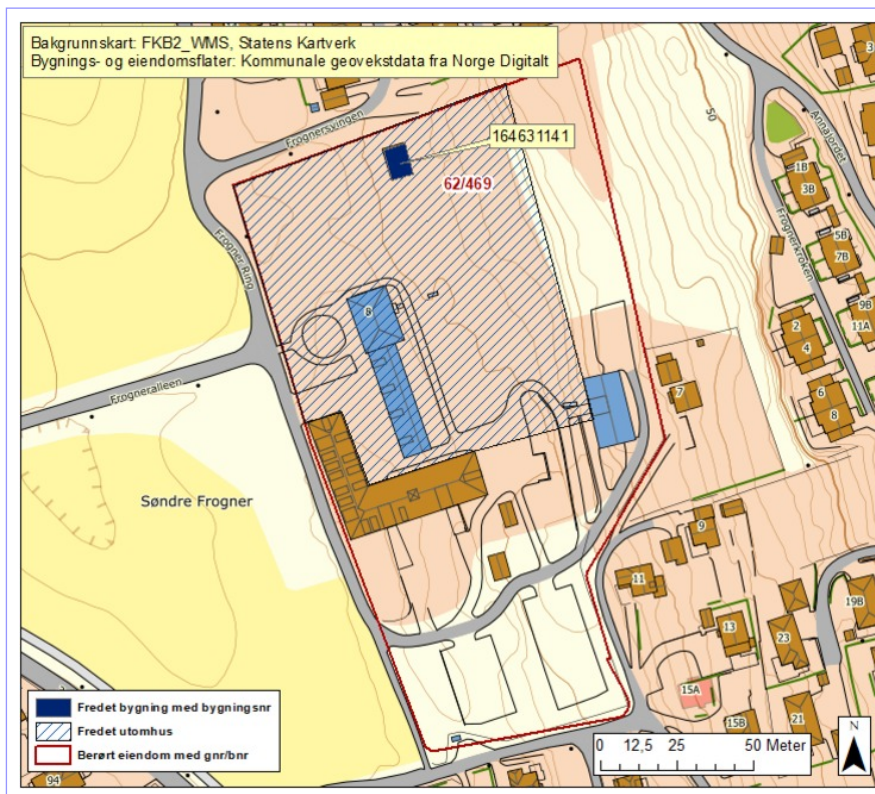 Bakgrunnskart: FKB2_WMS, Statens Kartverk
Bygnings- og eiendomsflater: Kommunale geovekstdata fra Norge Digitalt
3
Frognersvingen
164631141
62/469
50
Annajordet
1B
3B
5B
7B
9B
11A
Frognerkroken
Frogner Ring
8
2
4
7
6
8
Frogneralleen
Søndre Frogner
9
11
13
23
19B
15A
15B
21
94
Fredet bygning med bygningsnr
Fredet utomhus
Berørt eiendom med gnr/bnr
0 12,5 25 50 Meter
N